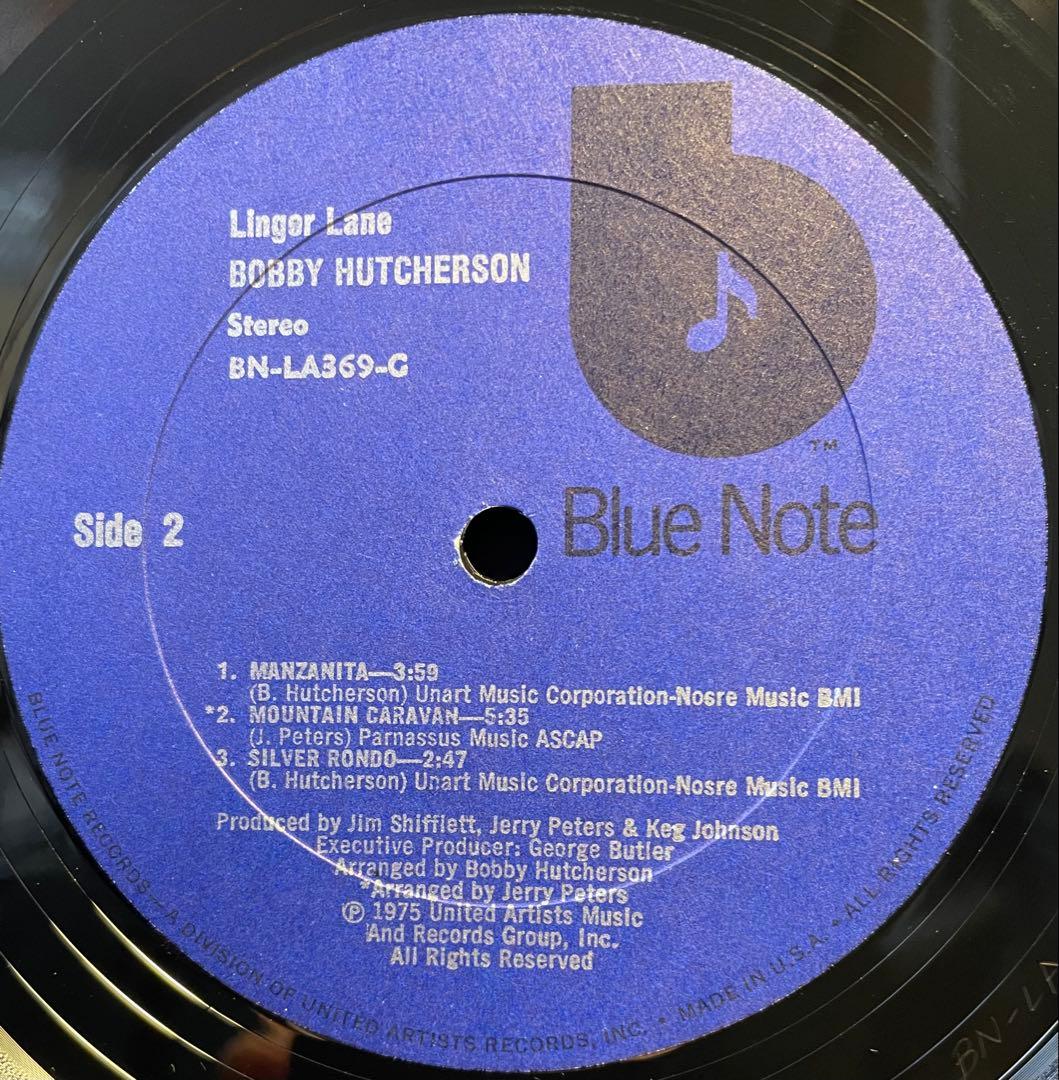 Linger Lane
BOBBY HUTCHERSON
Stereo
BN-LA369-G
TM
Blue Note
Side 2
1. MANZANITA—3:59
(B. Hutcherson) Unart Music Corporation-Nosre Music BMI
*2. MOUNTAIN CARAVAN—5:35
(J. Peters) Parnassus Music ASCAP
3. SILVER RONDO—2:47
(B. Hutcherson) Unart Music Corporation-Nosre Music BMI
Produced by Jim Shifflett, Jerry Peters & Keg Johnson
Executive Producer: George Butler
Arranged by Bobby Hutcherson
*Arranged by Jerry Peters
℗ 1975 United Artists Music
And Records Group, Inc.
All Rights Reserved
BLUE NOTE RECORDS — A DIVISION OF UNITED ARTISTS RECORDS, INC. • MADE IN U.S.A. • ALL RIGHTS RESERVED
BN-LA